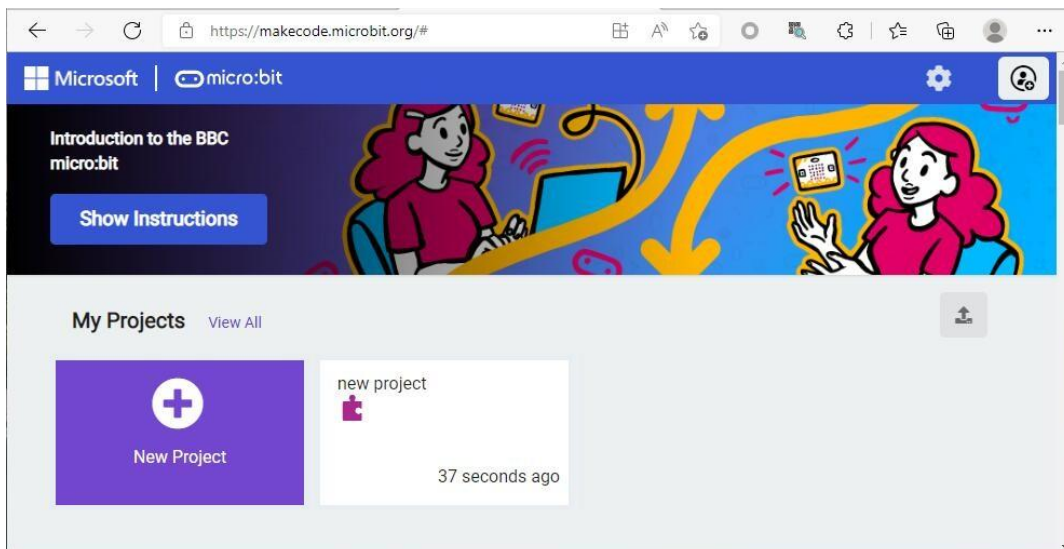 https://makecode.microbit.org/#
Microsoft micro:bit
Introduction to the BBC
micro:bit
Show Instructions
My Projects View All
New Project
new project
37 seconds ago